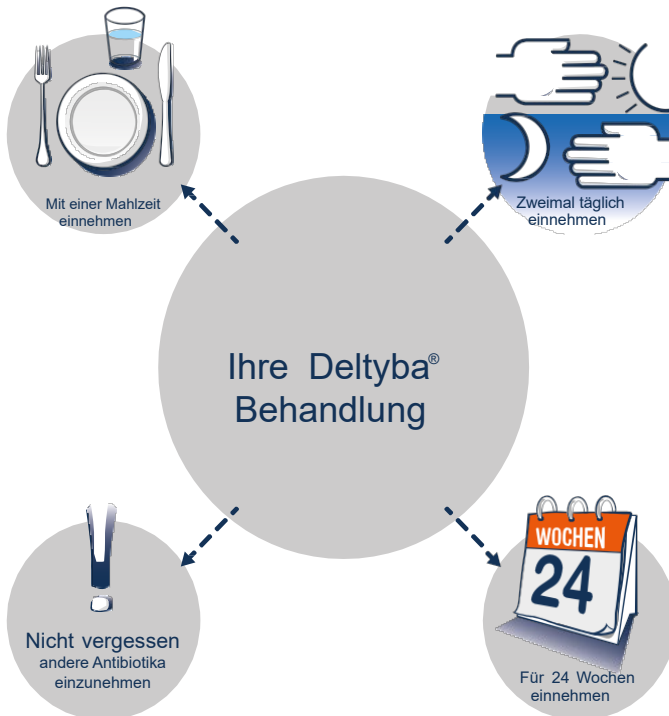 Mit einer Mahlzeit
einnehmen
Zweimal täglich
einnehmen
Ihre Deltyba®
Behandlung
Nicht vergessen
andere Antibiotika
einzunehmen
WOCHEN
24
Für 24 Wochen
einnehmen